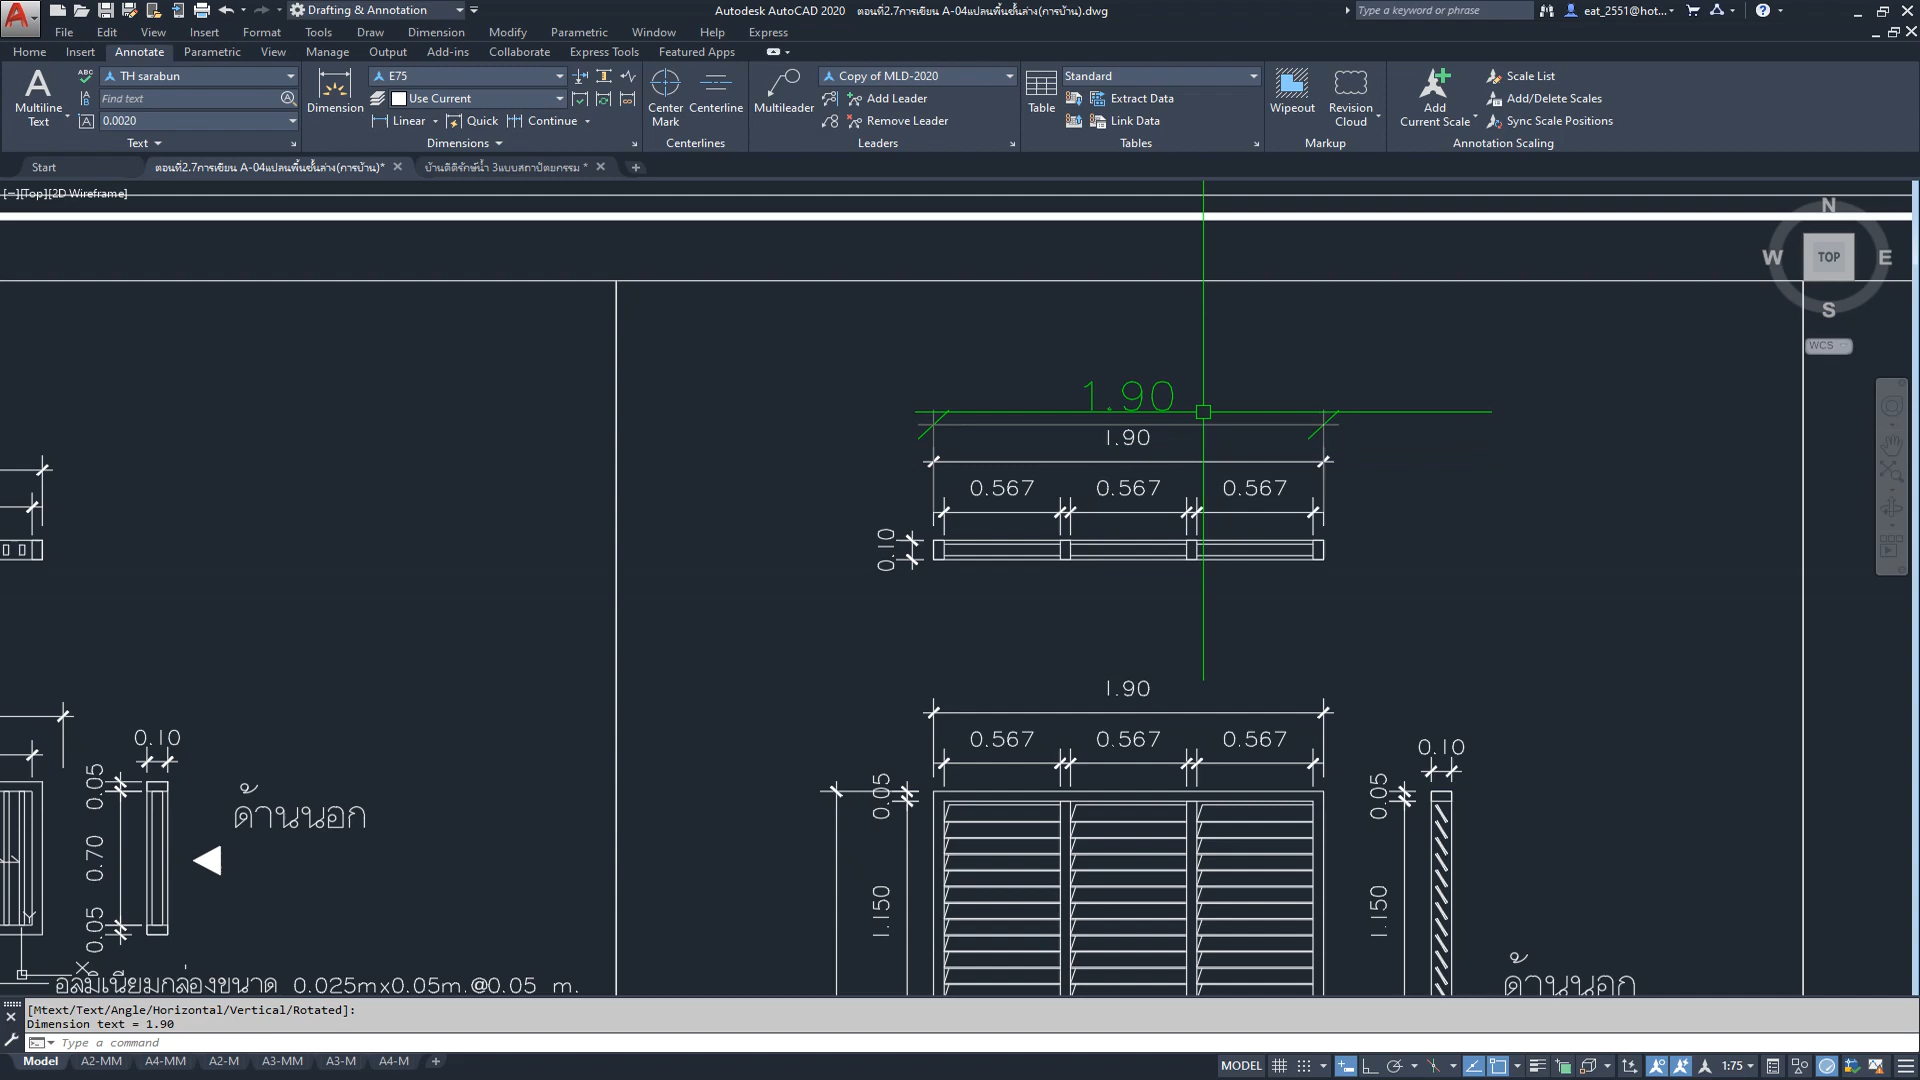 Drafting & Annotation
Autodesk AutoCAD 2020 ตอนที่2.7การเขียน A-04แปลนพื้นชั้นล่าง(การบ้าน).dwg
Type a keyword or phrase
eat_2551@hot...
File Edit View Insert Format Tools Draw Dimension Modify Parametric Window Help Express
Home Insert Annotate Parametric View Manage Output Add-ins Collaborate Express Tools Featured Apps
Multiline Text
TH sarabun
Find text
0.0020
Text
Dimension
E75
Use Current
Linear Quick Continue
Dimensions
Center Mark
Centerline
Centerlines
Multileader
Copy of MLD-2020
Add Leader
Remove Leader
Leaders
Table
Standard
Extract Data
Link Data
Tables
Wipeout
Revision Cloud
Markup
Add Current Scale
Scale List
Add/Delete Scales
Sync Scale Positions
Annotation Scaling
Start
ตอนที่2.7การเขียน A-04แปลนพื้นชั้นล่าง(การบ้าน)*
บ้านดีดีรักษ์น้ำ 3แบบสถาปัตยกรรม *
[−][Top][2D Wireframe]
N
W TOP E
S
WCS
1.90
1.90
0.567 0.567 0.567
0.10
1.90
0.567 0.567 0.567
0.10
0.10
0.05
0.70
0.05
ด้านนอก
0.05
1.150
0.05
1.150
ด้านนอก
Y
X
อลูมิเนียมกล่องขนาด 0.025mx0.05m.@0.05 m.
[Mtext/Text/Angle/Horizontal/Vertical/Rotated]:
Dimension text = 1.90
Type a command
Model A2-MM A4-MM A2-M A3-MM A3-M A4-M
MODEL
1:75